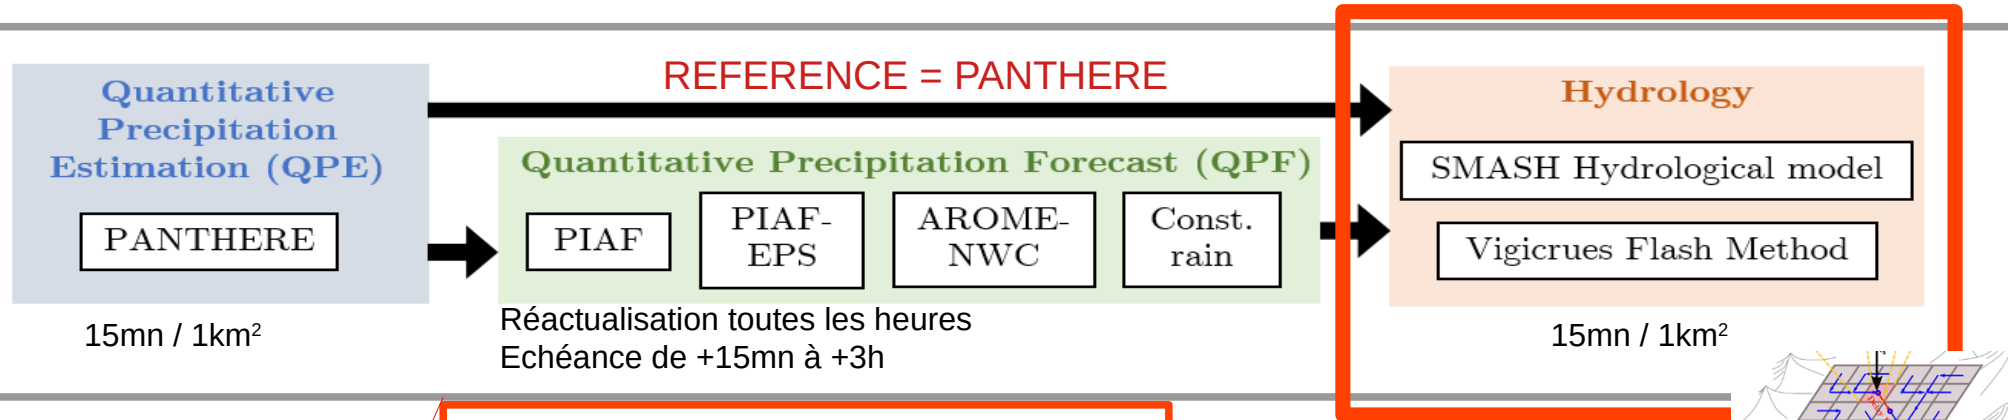 Quantitative
Precipitation
Estimation (QPE)
PANTHERE
15mn / 1km²
REFERENCE = PANTHERE
Quantitative Precipitation Forecast (QPF)
PIAF
PIAF-
EPS
AROME-
NWC
Const.
rain
Réactualisation toutes les heures
Echéance de +15mn à +3h
Hydrology
SMASH Hydrological model
Vigicrues Flash Method
15mn / 1km²